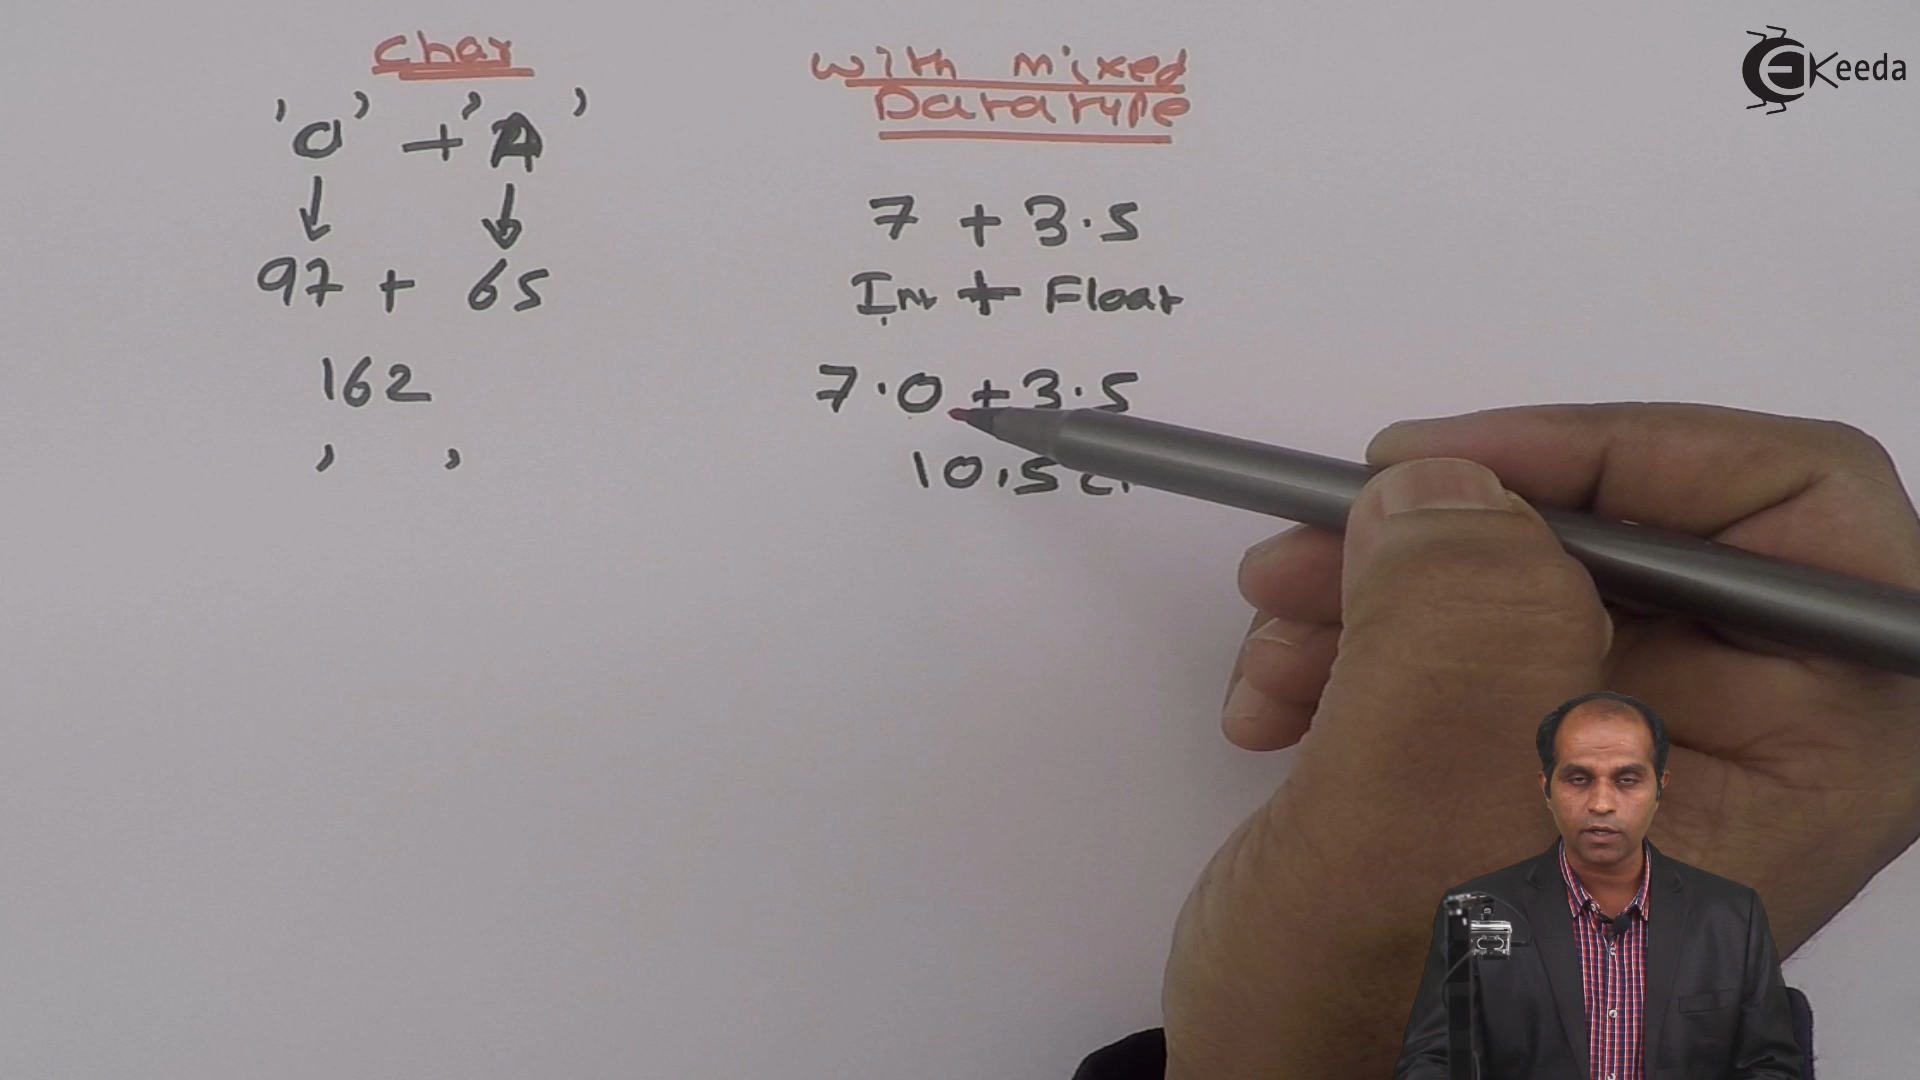 Char
'a' + 'A'
97 + 65
162
' '
with mixed
Datatype
7 + 3.5
Int + Float
7.0 + 3.5
10.5
EKeeda